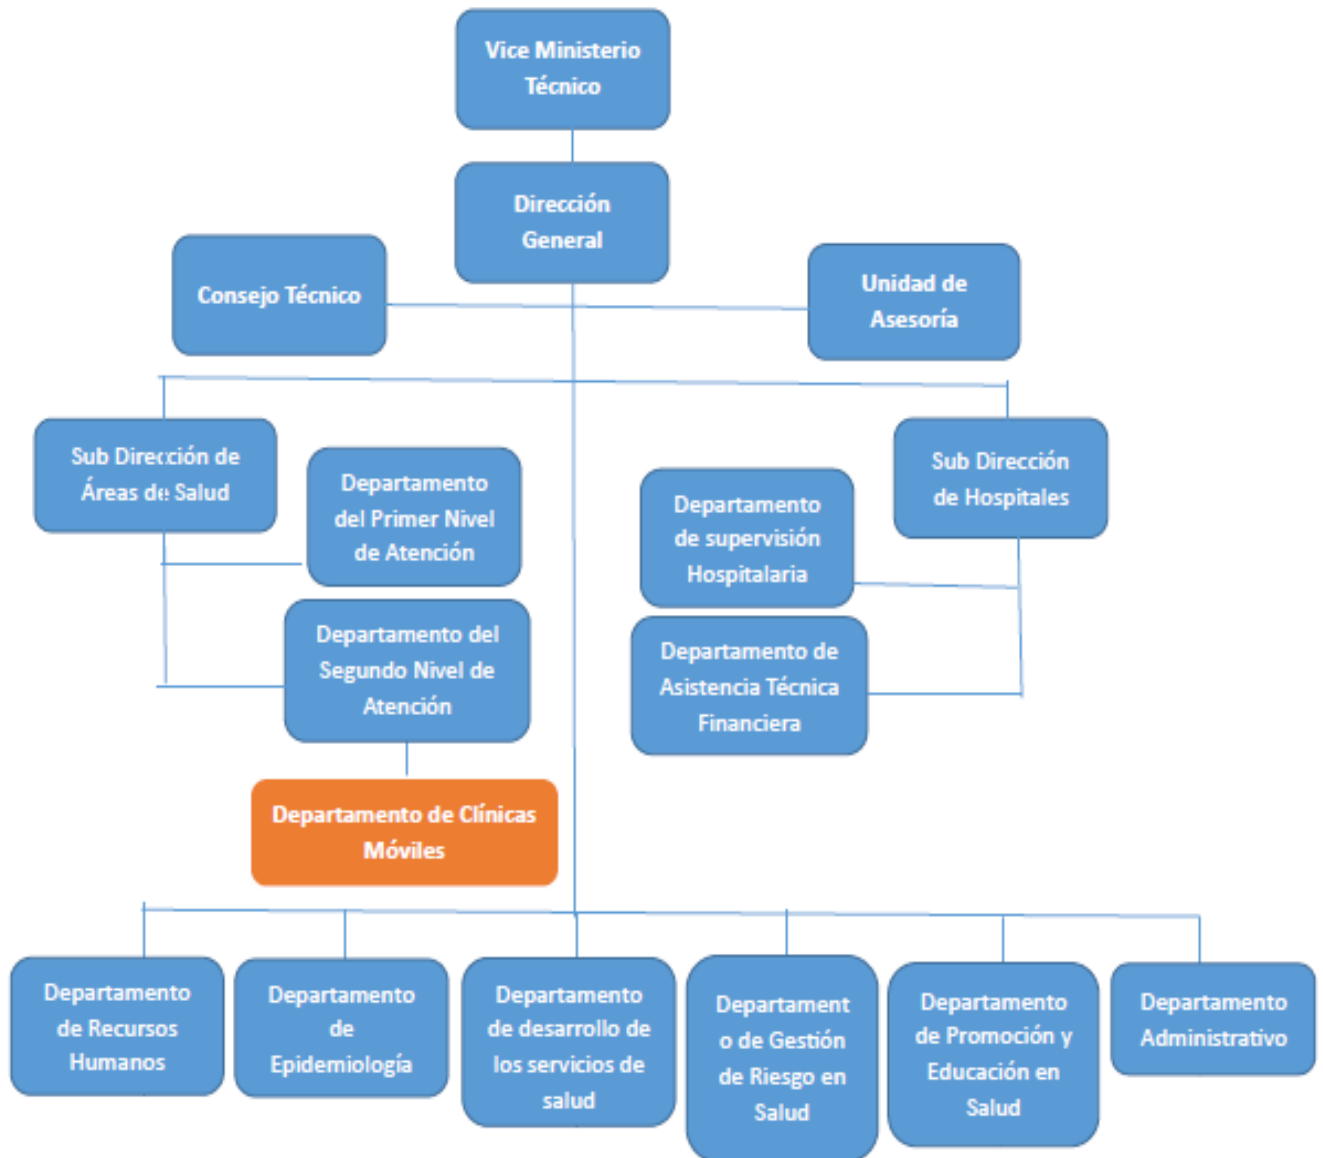 Vice Ministerio
Técnico
Dirección
General
Consejo Técnico
Unidad de
Asesoría
Sub Dirección de
Áreas de Salud
Departamento
del Primer Nivel
de Atención
Departamento del
Segundo Nivel de
Atención
Departamento de Clínicas
Móviles
Sub Dirección
de Hospitales
Departamento
de supervisión
Hospitalaria
Departamento de
Asistencia Técnica
Financiera
Departamento
de Recursos
Humanos
Departamento
de
Epidemiología
Departamento
de desarrollo de
los servicios de
salud
Departament
o de Gestión
de Riesgo en
Salud
Departamento
de Promoción y
Educación en
Salud
Departamento
Administrativo